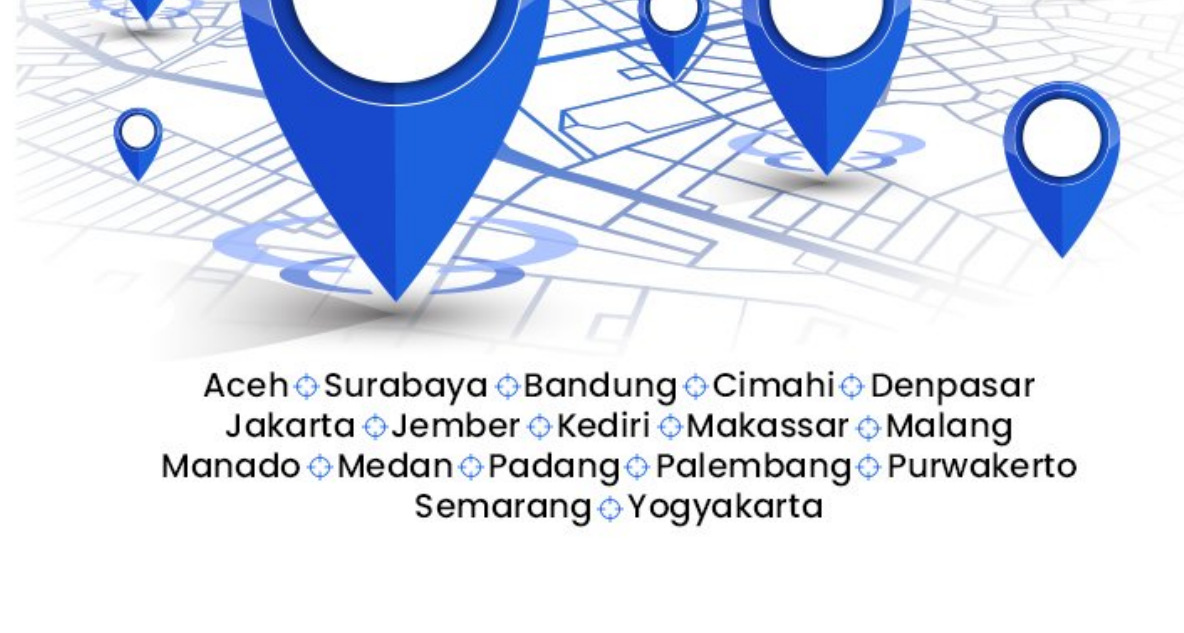 Aceh Surabaya Bandung Cimahi Denpasar
Jakarta Jember Kediri Makassar Malang
Manado Medan Padang Palembang Purwakerto
Semarang Yogyakarta